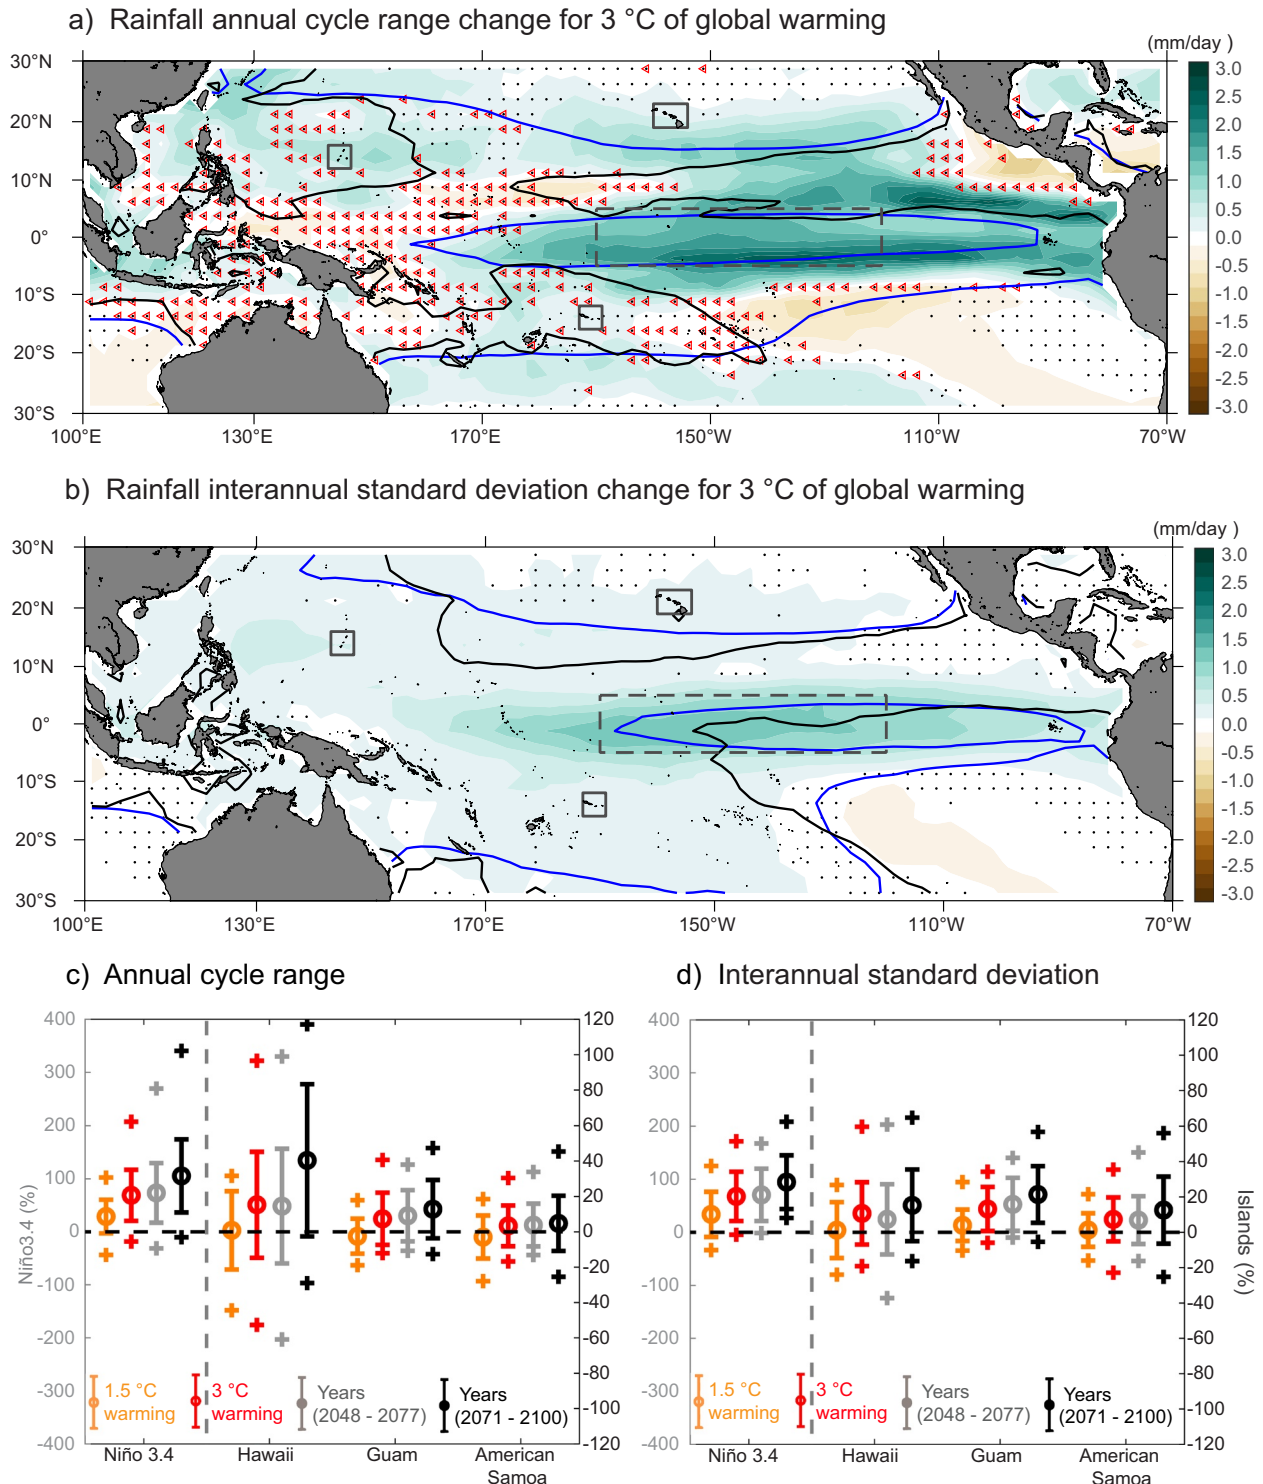 a) Rainfall annual cycle range change for 3 °C of global warming
(mm/day )
30°N
20°N
10°N
0°
10°S
20°S
30°S
100°E 130°E 170°E 150°W 110°W 70°W
3.0
2.5
2.0
1.5
1.0
0.5
0.0
-0.5
-1.0
-1.5
-2.0
-2.5
-3.0
b) Rainfall interannual standard deviation change for 3 °C of global warming
(mm/day )
30°N
20°N
10°N
0°
10°S
20°S
30°S
100°E 130°E 170°E 150°W 110°W 70°W
3.0
2.5
2.0
1.5
1.0
0.5
0.0
-0.5
-1.0
-1.5
-2.0
-2.5
-3.0
c) Annual cycle range
Niño3.4 (%)
400
300
200
100
0
-100
-200
-300
-400
120
100
80
60
40
20
0
-20
-40
-60
-80
-100
-120
1.5 °C
warming
3 °C
warming
Years
(2048 - 2077)
Years
(2071 - 2100)
Niño 3.4 Hawaii Guam American
Samoa
d) Interannual standard deviation
400
300
200
100
0
-100
-200
-300
-400
120
100
80
60
40
20
0
-20
-40
-60
-80
-100
-120
Islands (%)
1.5 °C
warming
3 °C
warming
Years
(2048 - 2077)
Years
(2071 - 2100)
Niño 3.4 Hawaii Guam American
Samoa